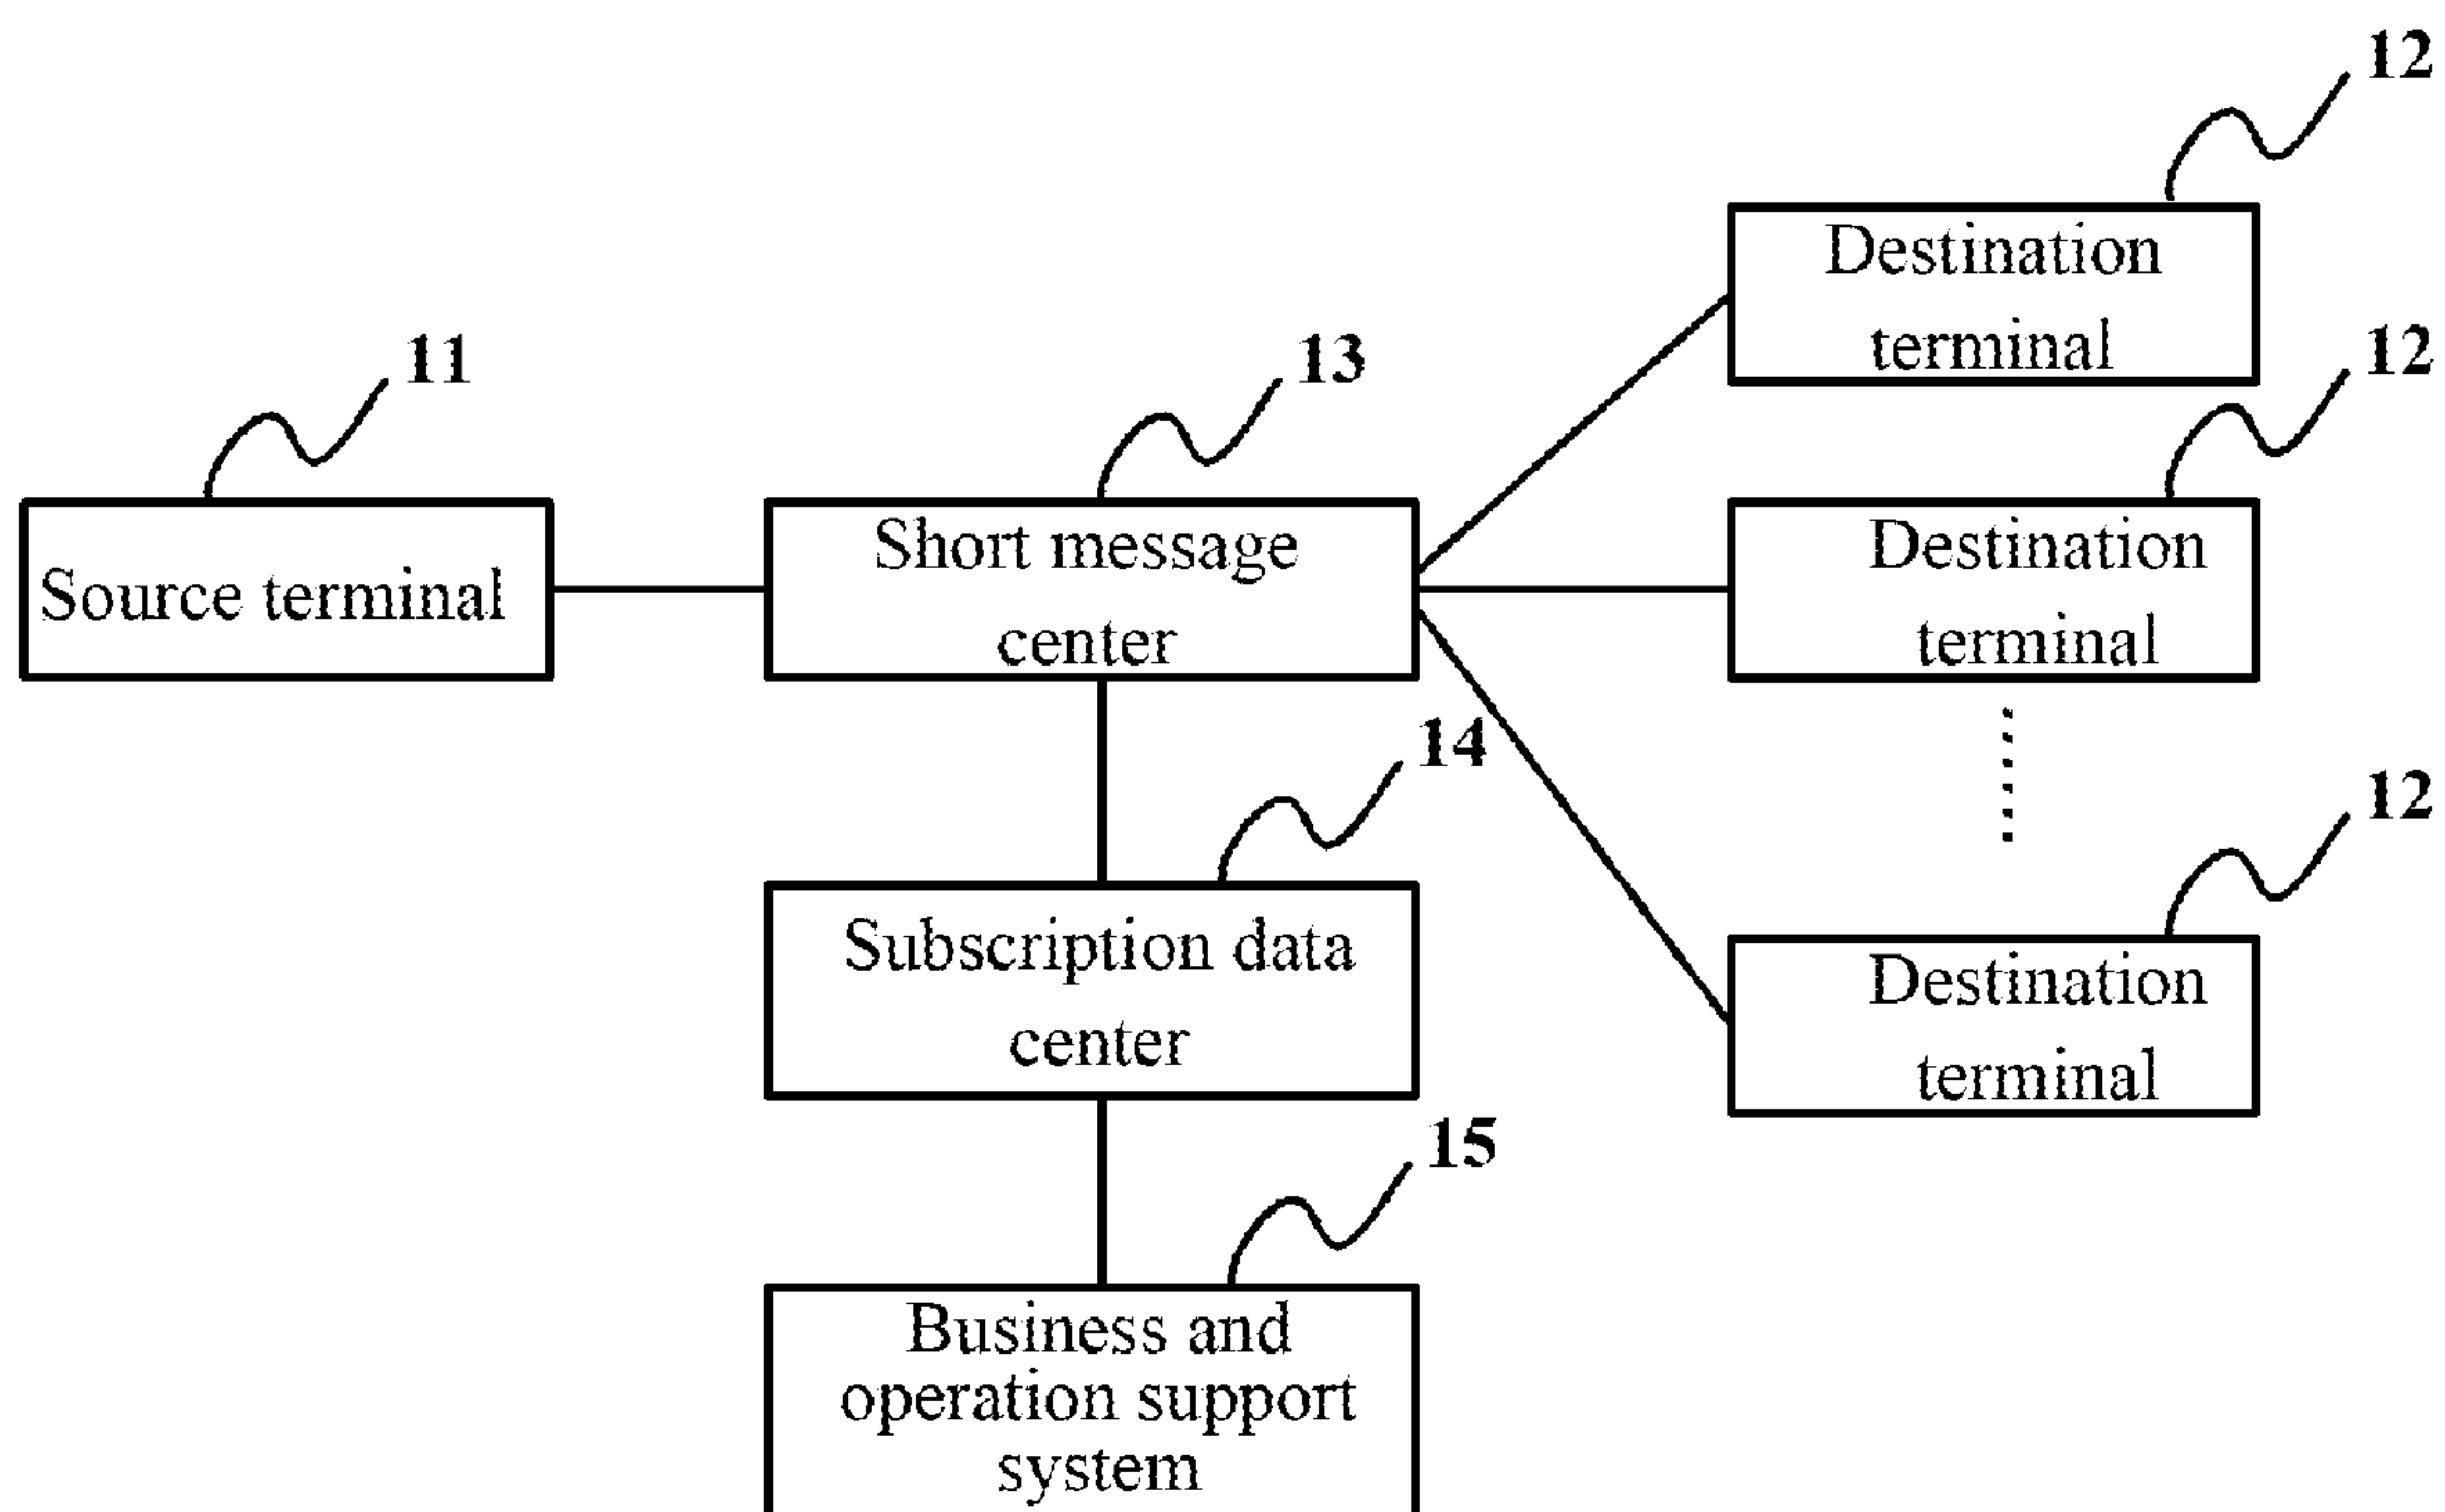 12
Destination
terminal
11
13
12
Source terminal
Short message
center
Destination
terminal
14
12
Subscription data
center
Destination
terminal
15
Business and
operation support
system